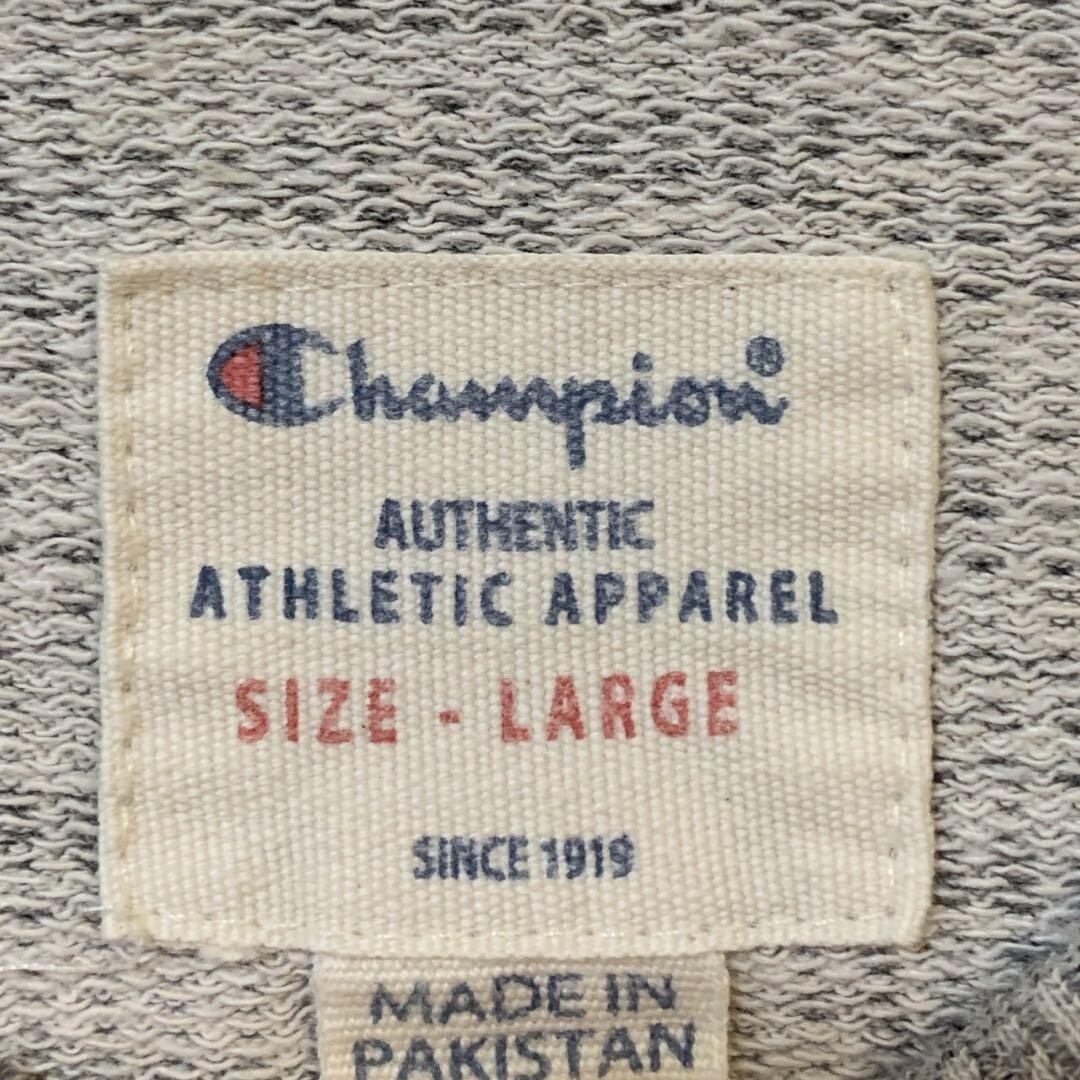 Champion®
AUTHENTIC
ATHLETIC APPAREL
SIZE - LARGE
SINCE 1919
MADE IN
PAKISTAN